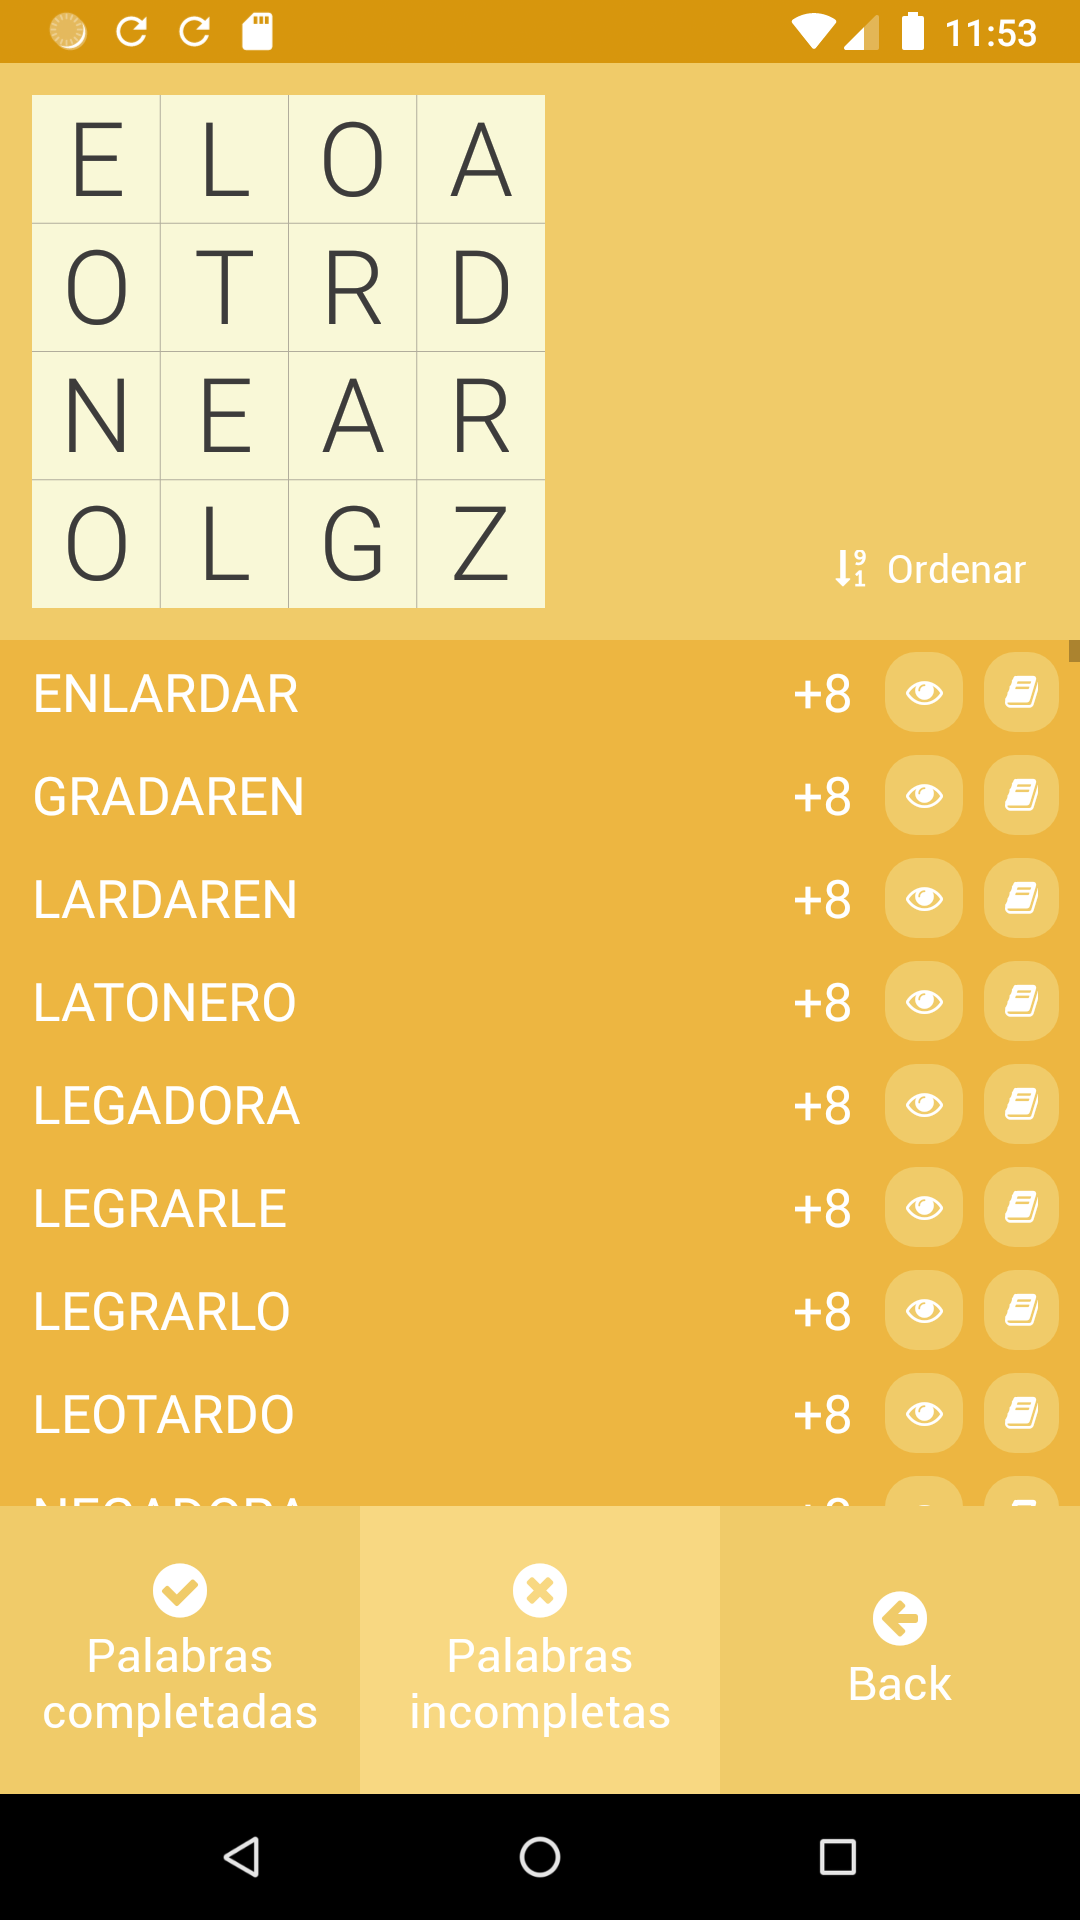 11:53
E L O A
O T R D
N E A R
O L G Z
Ordenar
ENLARDAR +8
GRADAREN +8
LARDAREN +8
LATONERO +8
LEGADORA +8
LEGRARLE +8
LEGRARLO +8
LEOTARDO +8
Palabras
completadas
Palabras
incompletas
Back